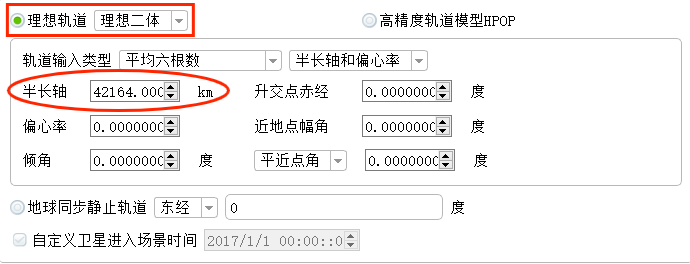 理想轨道 理想二体 高精度轨道模型HPOP
轨道输入类型 平均六根数 半长轴和偏心率
半长轴 42164.000 km 升交点赤经 0.0000000 度
偏心率 0.0000000 近地点幅角 0.0000000 度
倾角 0.0000000 度 平近点角 0.0000000 度
地球同步静止轨道 东经 0 度
自定义卫星进入场景时间 2017/1/1 00:00::0